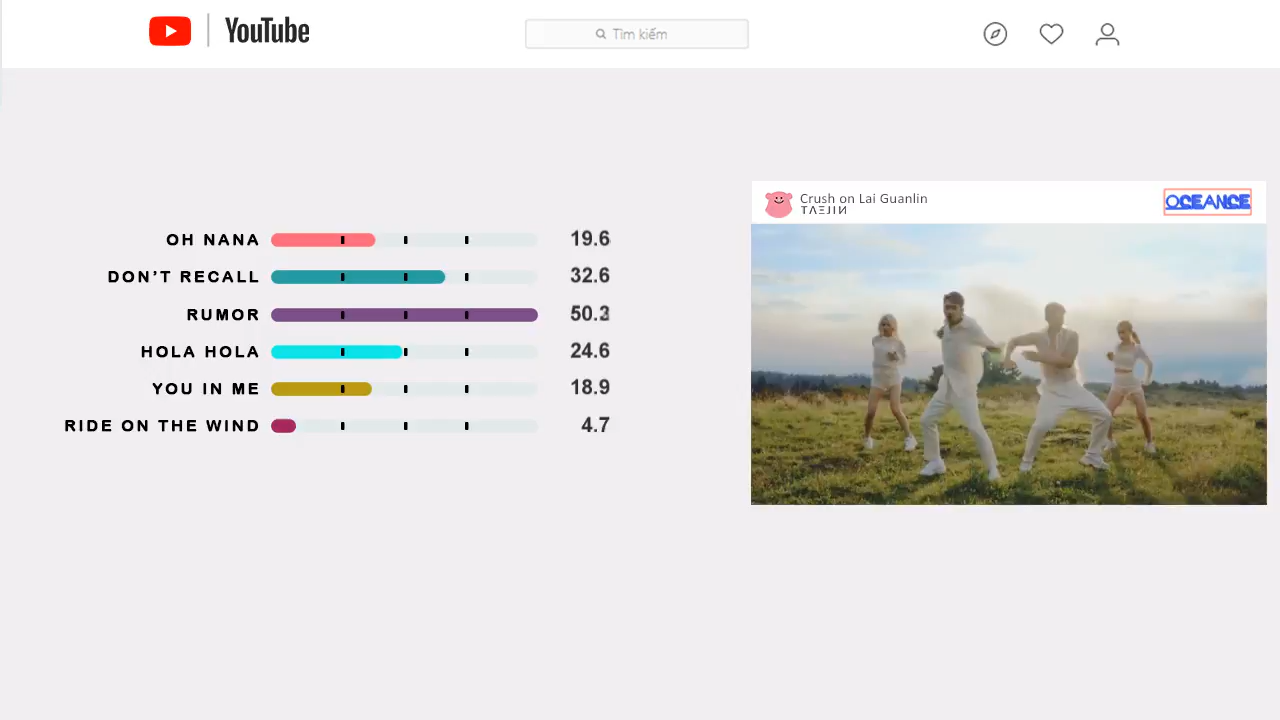 YouTube
Tìm kiếm
Crush on Lai Guanlin
TAEJIN
OCEANCE
OH NANA 19.6
DON'T RECALL 32.6
RUMOR 50.3
HOLA HOLA 24.6
YOU IN ME 18.9
RIDE ON THE WIND 4.7